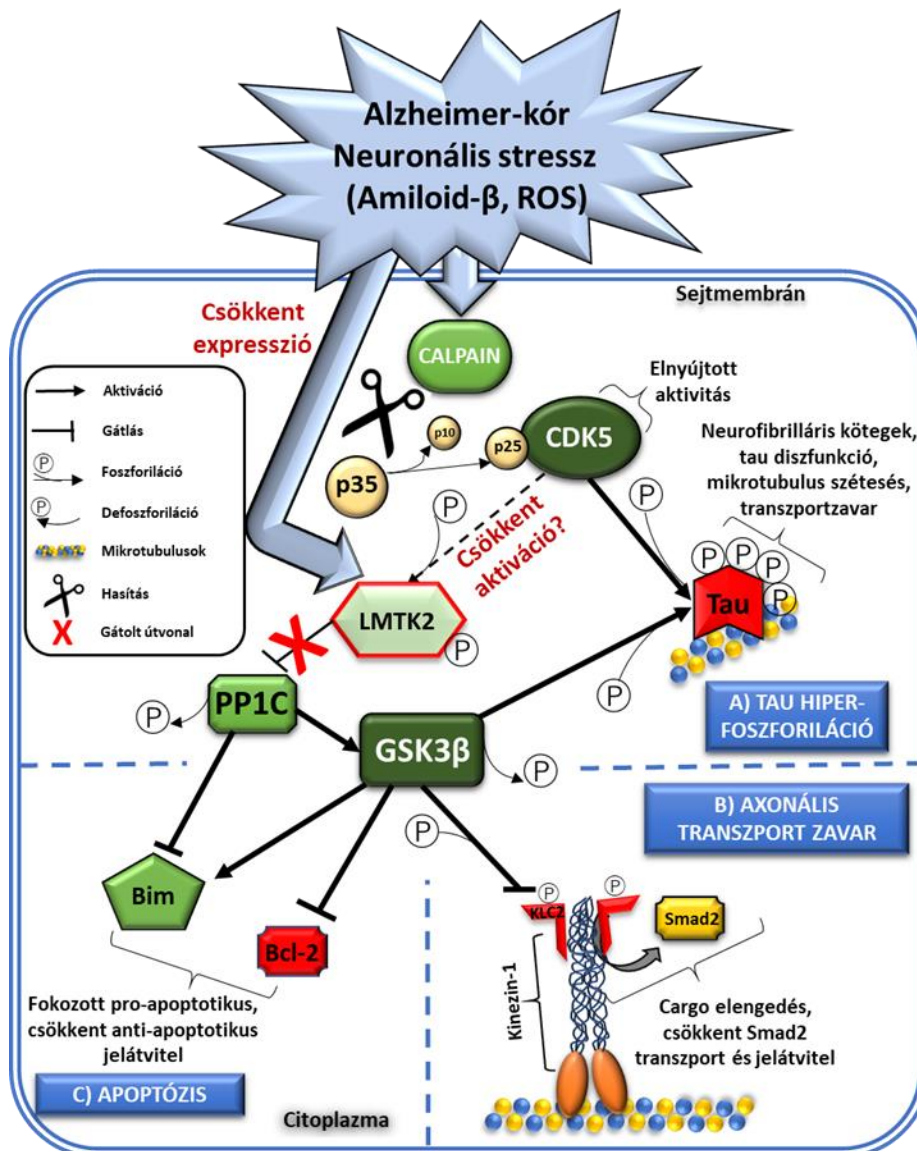 Alzheimer-kór
Neuronális stressz
(Amiloid-β, ROS)
Sejtmembrán
Csökkent
expresszió
CALPAIN
Elnyújtott
aktivitás
CDK5
p10
p25
p35
Aktiváció
Gátlás
P
Foszforiláció
P
Defoszforiláció
Mikrotubulusok
Hasítás
X
Gátolt útvonal
Neurofibrilláris kötegek,
tau diszfunkció,
mikrotubulus szétesés,
transzportzavar
P
P
Csökkent
aktiváció?
P
P
P
P
Tau
LMTK2
P
X
P
PP1C
P
A) TAU HIPER-
FOSZFORILÁCIÓ
GSK3β
P
B) AXONÁLIS
TRANSZPORT ZAVAR
P
Bim
Bcl-2
P
P
KLC2
Smad2
Kinezin-1
Fokozott pro-apoptotikus,
csökkent anti-apoptotikus
jelátvitel
Cargo elengedés,
csökkent Smad2
transzport és jelátvitel
C) APOPTÓZIS
Citoplazma